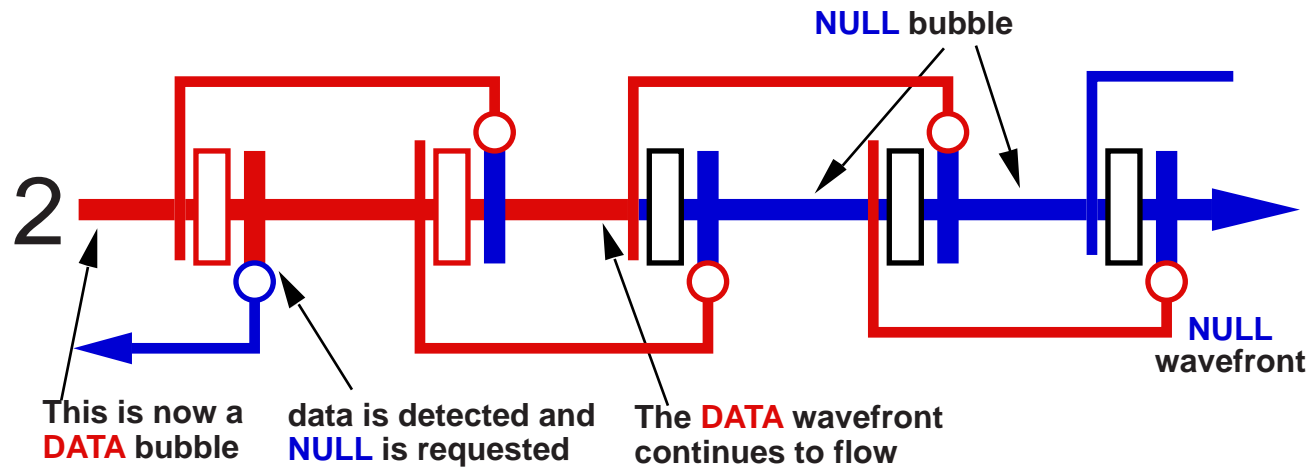 NULL bubble
2
NULL
wavefront
This is now a
DATA bubble
data is detected and
NULL is requested
The DATA wavefront
continues to flow